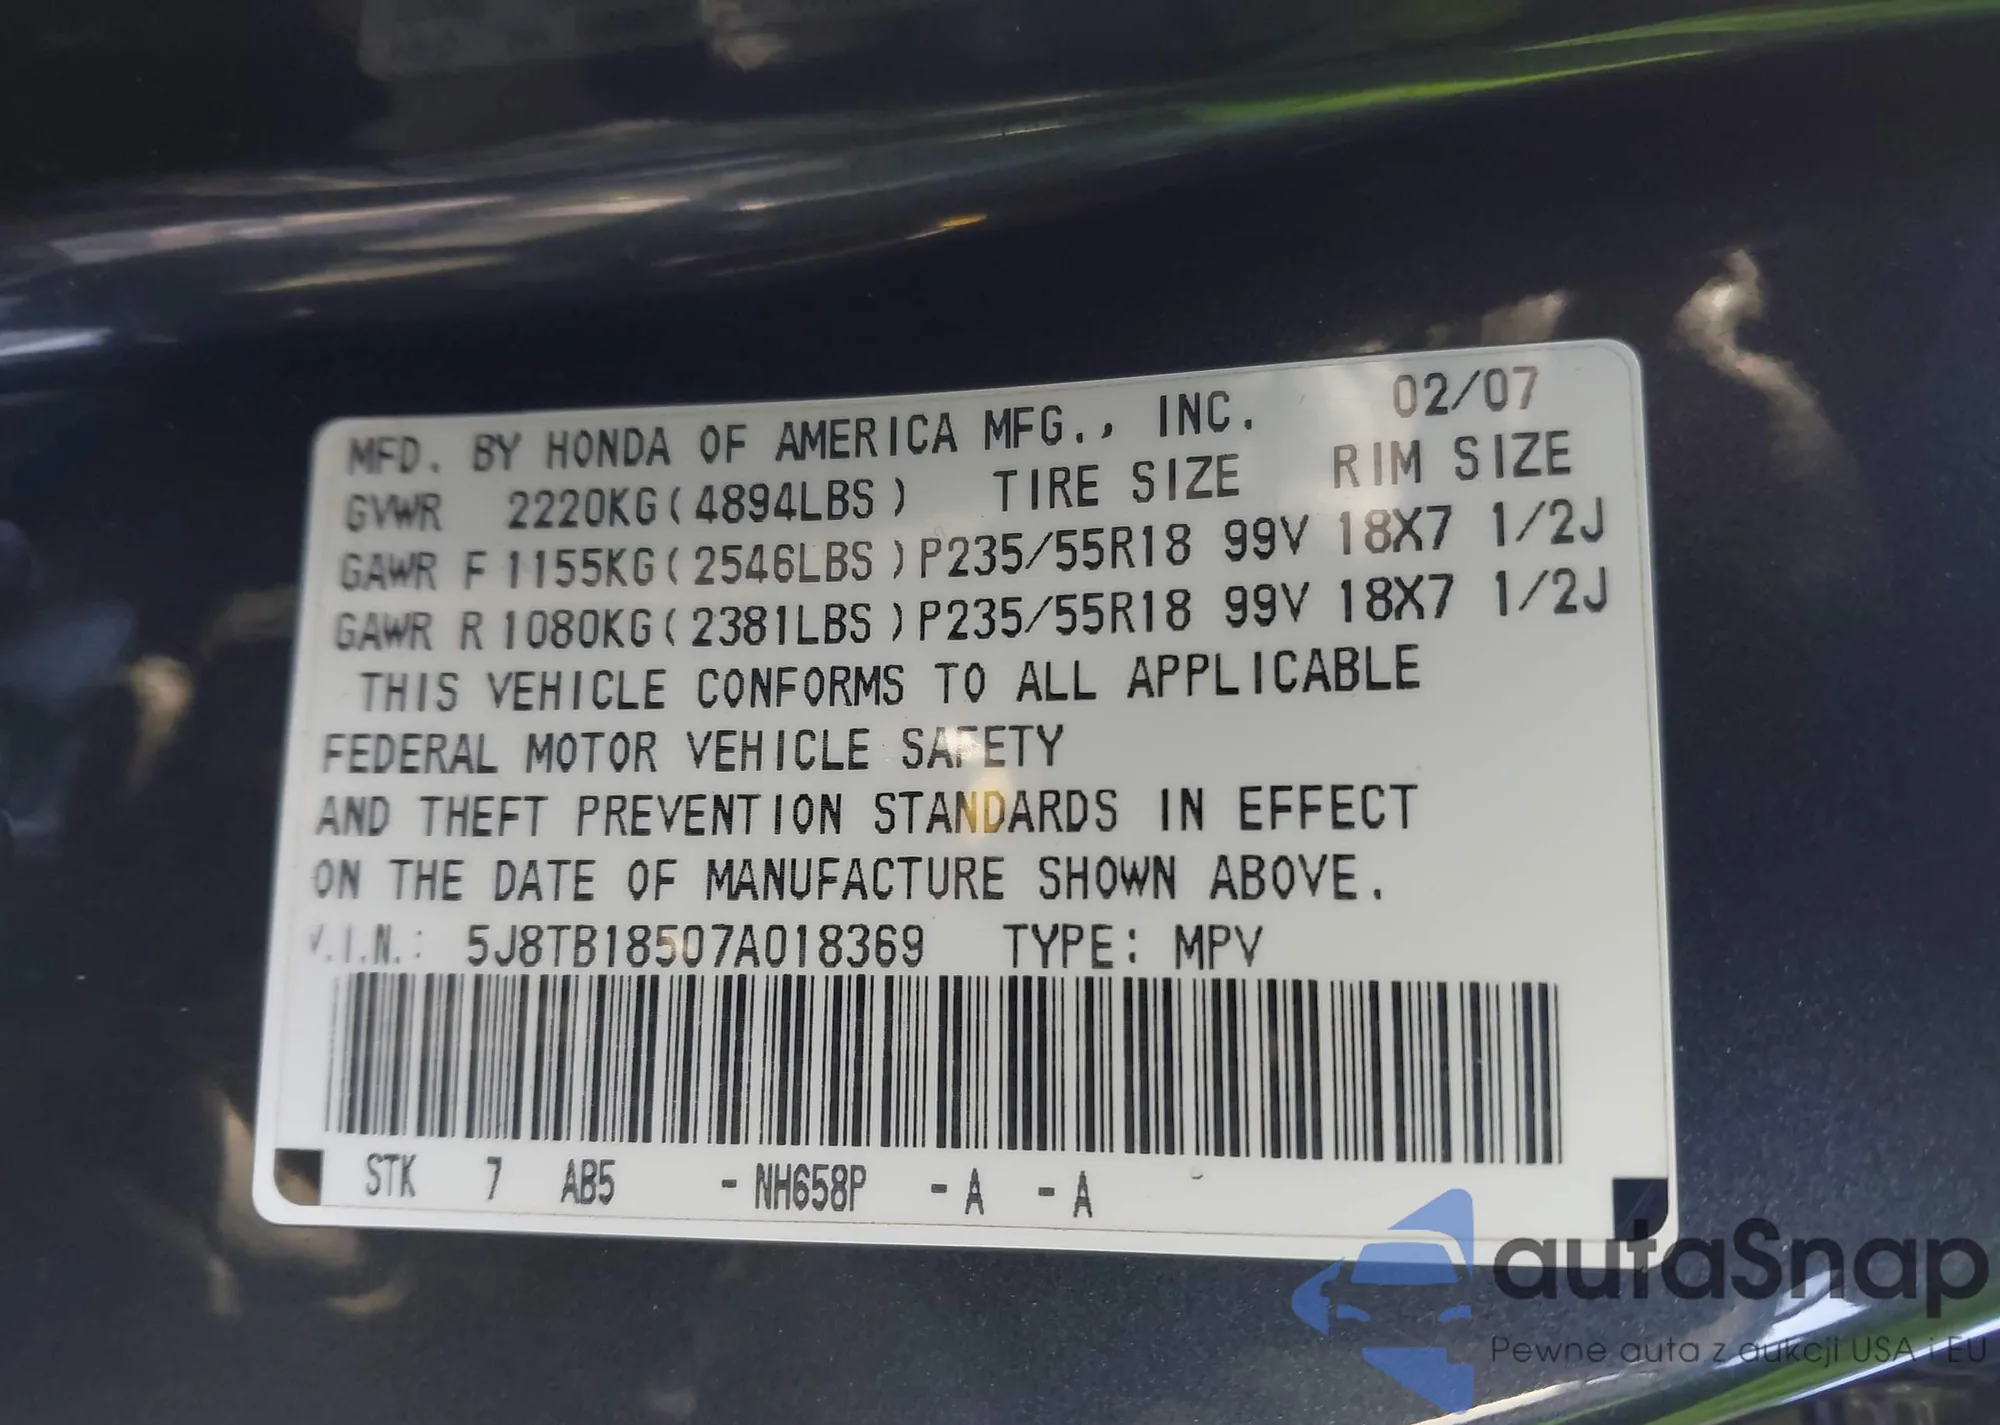 MFD. BY HONDA OF AMERICA MFG., INC. 02/07
GVWR 2220KG(4894LBS) TIRE SIZE RIM SIZE
GAWR F 1155KG(2546LBS)P235/55R18 99V 18X7 1/2J
GAWR R 1080KG(2381LBS)P235/55R18 99V 18X7 1/2J
THIS VEHICLE CONFORMS TO ALL APPLICABLE
FEDERAL MOTOR VEHICLE SAFETY
AND THEFT PREVENTION STANDARDS IN EFFECT
ON THE DATE OF MANUFACTURE SHOWN ABOVE.
V.I.N.: 5J8TB18507A018369 TYPE: MPV
STK 7 AB5 -NH658P -A -A
autaSnap
Pewne auta z aukcji USA i EU